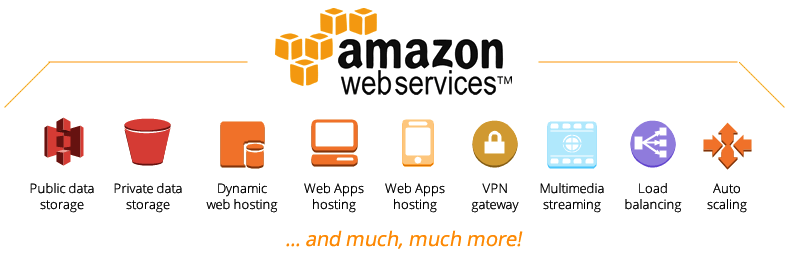 amazon
webservices™
Public data
storage
Private data
storage
Dynamic
web hosting
Web Apps
hosting
Web Apps
hosting
VPN
gateway
Multimedia
streaming
Load
balancing
Auto
scaling
... and much, much more!